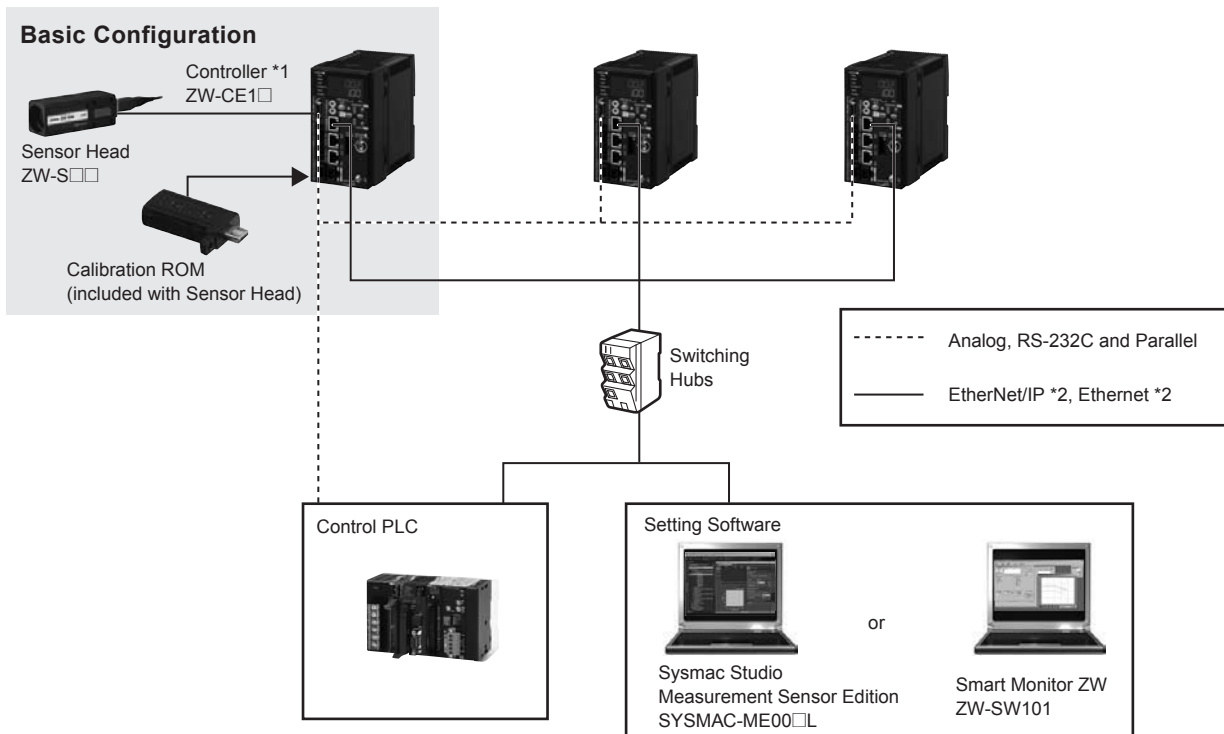 Basic Configuration
Controller *1
ZW-CE1□
Sensor Head
ZW-S□□
Calibration ROM
(included with Sensor Head)
Switching
Hubs
Analog, RS-232C and Parallel
EtherNet/IP *2, Ethernet *2
Control PLC
Setting Software
Sysmac Studio
Measurement Sensor Edition
SYSMAC-ME00□L
or
Smart Monitor ZW
ZW-SW101